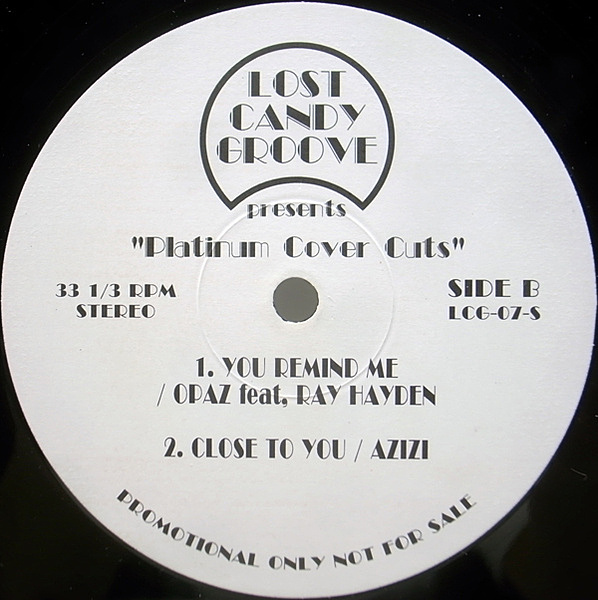 LOST
CANDY
GROOVE
presents
"Platinum Cover Cuts"
33 1/3 RPM
STEREO
SIDE B
LCG-07-S
1. YOU REMIND ME
/ OPAZ feat, RAY HAYDEN
2. CLOSE TO YOU / AZIZI
PROMOTIONAL ONLY NOT FOR SALE